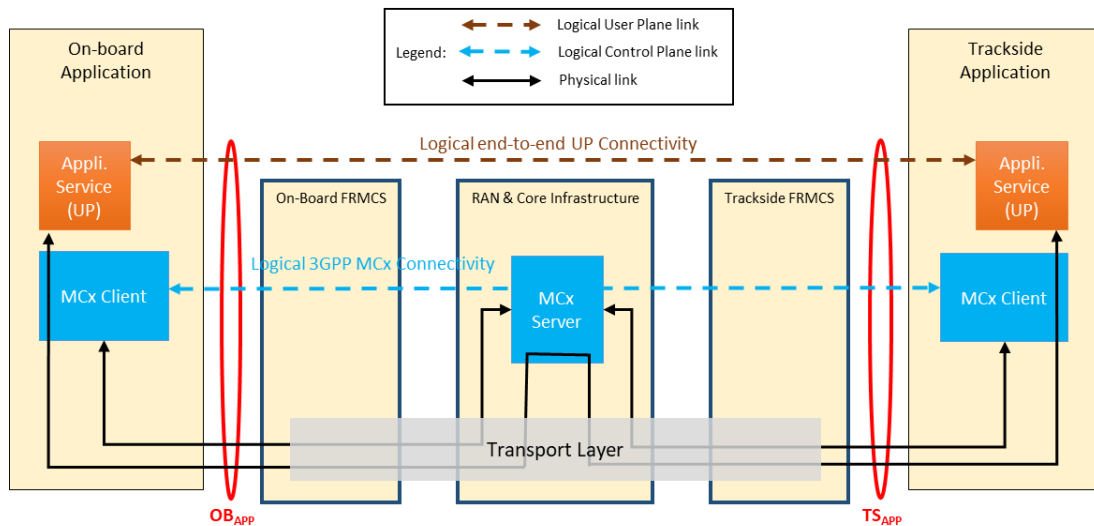 Legend:
Logical User Plane link
Logical Control Plane link
Physical link
On-board
Application
Trackside
Application
Logical end-to-end UP Connectivity
Appli.
Service
(UP)
Appli.
Service
(UP)
On-Board FRMCS
RAN & Core Infrastructure
Trackside FRMCS
Logical 3GPP MCx Connectivity
MCx Client
MCx
Server
MCx Client
Transport Layer
OBAPP
TSAPP